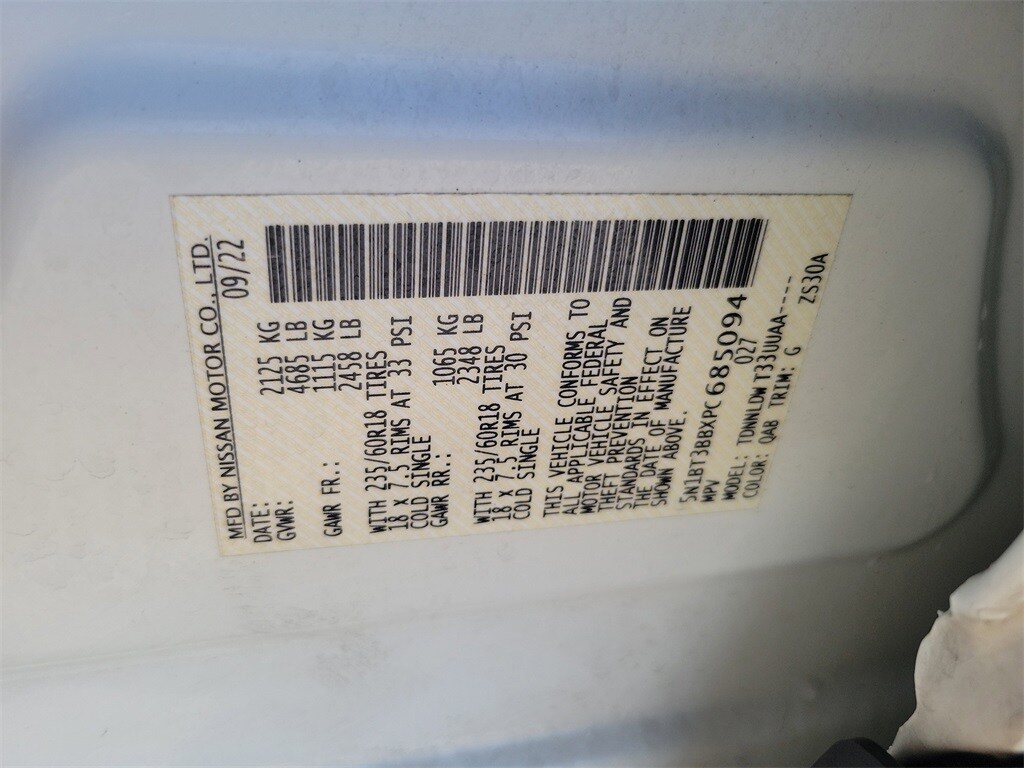 MFD BY NISSAN MOTOR CO., LTD.
DATE: 09/22
GVWR: 2125 KG
4685 LB
GAWR FR.: 1115 KG
2458 LB
WITH 235/60R18 TIRES
18 X 7.5 RIMS AT 33 PSI
COLD SINGLE
GAWR RR.: 1065 KG
2348 LB
WITH 235/60R18 TIRES
18 X 7.5 RIMS AT 30 PSI
COLD SINGLE
THIS VEHICLE CONFORMS TO
ALL APPLICABLE FEDERAL
MOTOR VEHICLE SAFETY AND
THEFT PREVENTION
STANDARDS IN EFFECT ON
THE DATE OF MANUFACTURE
SHOWN ABOVE.
5N1BT3BBXPC685094
MPV 027
MODEL: TDNNLDWT33UUAA----
COLOR: QAB TRIM: G ZS30A